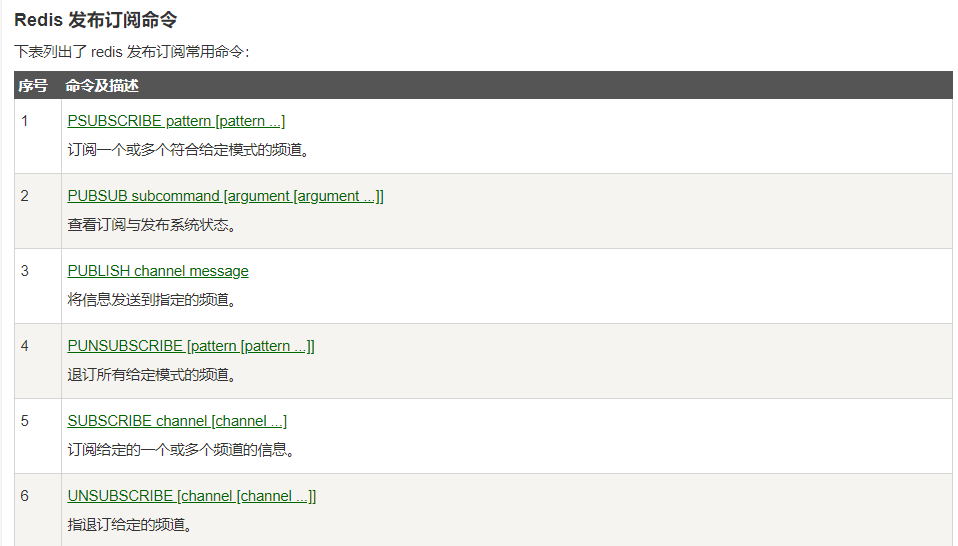 Redis 发布订阅命令
下表列出了 redis 发布订阅常用命令：
序号 命令及描述
1 PSUBSCRIBE pattern [pattern ...]
订阅一个或多个符合给定模式的频道。
2 PUBSUB subcommand [argument [argument ...]]
查看订阅与发布系统状态。
3 PUBLISH channel message
将信息发送到指定的频道。
4 PUNSUBSCRIBE [pattern [pattern ...]]
退订所有给定模式的频道。
5 SUBSCRIBE channel [channel ...]
订阅给定的一个或多个频道的信息。
6 UNSUBSCRIBE [channel [channel ...]]
指退订给定的频道。